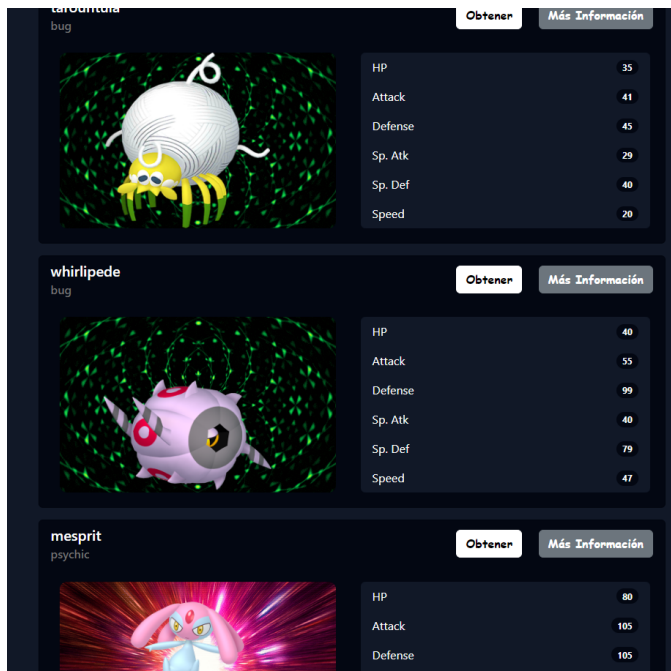 tarountula
Obtener
Más Información
bug
HP 35
Attack 41
Defense 45
Sp. Atk 29
Sp. Def 40
Speed 20
whirlipede
Obtener
Más Información
bug
HP 40
Attack 55
Defense 99
Sp. Atk 40
Sp. Def 79
Speed 47
mesprit
Obtener
Más Información
psychic
HP 80
Attack 105
Defense 105